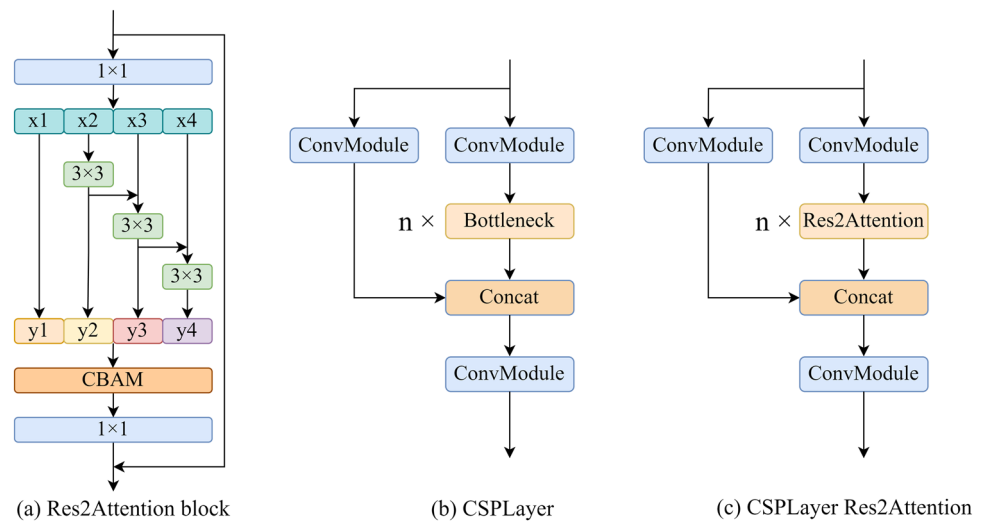 1×1
x1 x2 x3 x4
3×3
3×3
3×3
y1 y2 y3 y4
CBAM
1×1
(a) Res2Attention block
ConvModule ConvModule
n × Bottleneck
Concat
ConvModule
(b) CSPLayer
ConvModule ConvModule
n × Res2Attention
Concat
ConvModule
(c) CSPLayer Res2Attention